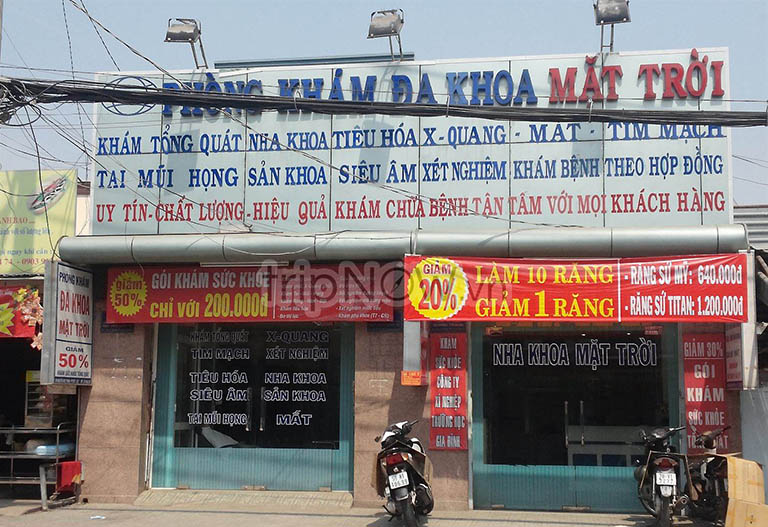 PHÒNG KHÁM ĐA KHOA MẶT TRỜI
KHÁM TỔNG QUÁT NHA KHOA TIÊU HÓA X-QUANG - MẮT - TIM MẠCH
TAI MŨI HỌNG SẢN KHOA SIÊU ÂM XÉT NGHIỆM KHÁM BỆNH THEO HỢP ĐỒNG
UY TÍN-CHẤT LƯỢNG-HIỆU QUẢ KHÁM CHỮA BỆNH TẬN TÂM VỚI MỌI KHÁCH HÀNG
PHÒNG KHÁM
ĐA KHOA
MẶT TRỜI
GIẢM
50%
Giảm
50%
GÓI KHÁM SỨC KHỎE
CHỈ VỚI 200.000đ
GIẢM
20%
LÀM 10 RĂNG
GIẢM 1 RĂNG
- RĂNG SỨ MỸ: 640.000đ
- RĂNG SỨ TITAN: 1.200.000đ
TripNow
KHÁM TỔNG QUÁT
TIM MẠCH
TIÊU HÓA
SIÊU ÂM
TAI MŨI HỌNG
X-QUANG
XÉT NGHIỆM
NHA KHOA
SẢN KHOA
MẮT
KHÁM
SỨC KHỎE
CÔNG TY
XÍ NGHIỆP
TRƯỜNG HỌC
GIA ĐÌNH
NHA KHOA MẶT TRỜI
GIẢM 30%
GÓI
KHÁM
SỨC KHỎE